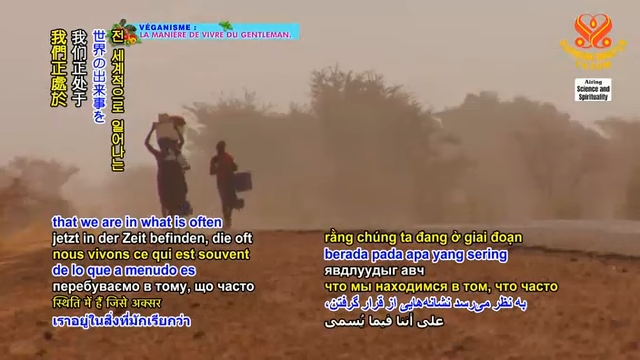 VÉGANISME :
LA MANIÈRE DE VIVRE DU GENTLEMAN.
Airing
Science and
Spirituality
전 세계적으로 일어나는
世界の出来事を
我们正处于
我們正處於
that we are in what is often
jetzt in der Zeit befinden, die oft
nous vivons ce qui est souvent
de lo que a menudo es
перебуваємо в тому, що часто
स्थिति में हैं जिसे अक्सर
เราอยู่ในสิ่งที่มักเรียกว่า
rằng chúng ta đang ở giai đoạn
berada pada apa yang sering
явдлуудыг авч
что мы находимся в том, что часто
به نظر می‌رسد نشانه‌هایی از قرار گرفتن،
على أننا فيما يُسمى